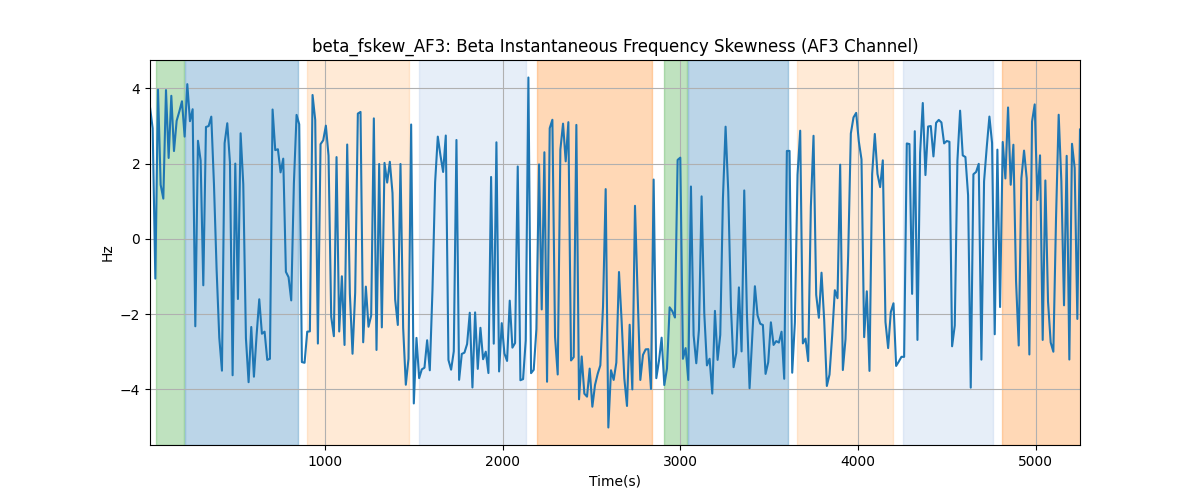 beta_fskew_AF3: Beta Instantaneous Frequency Skewness (AF3 Channel)
Hz
4
2
0
−2
−4
1000 2000 3000 4000 5000
Time(s)